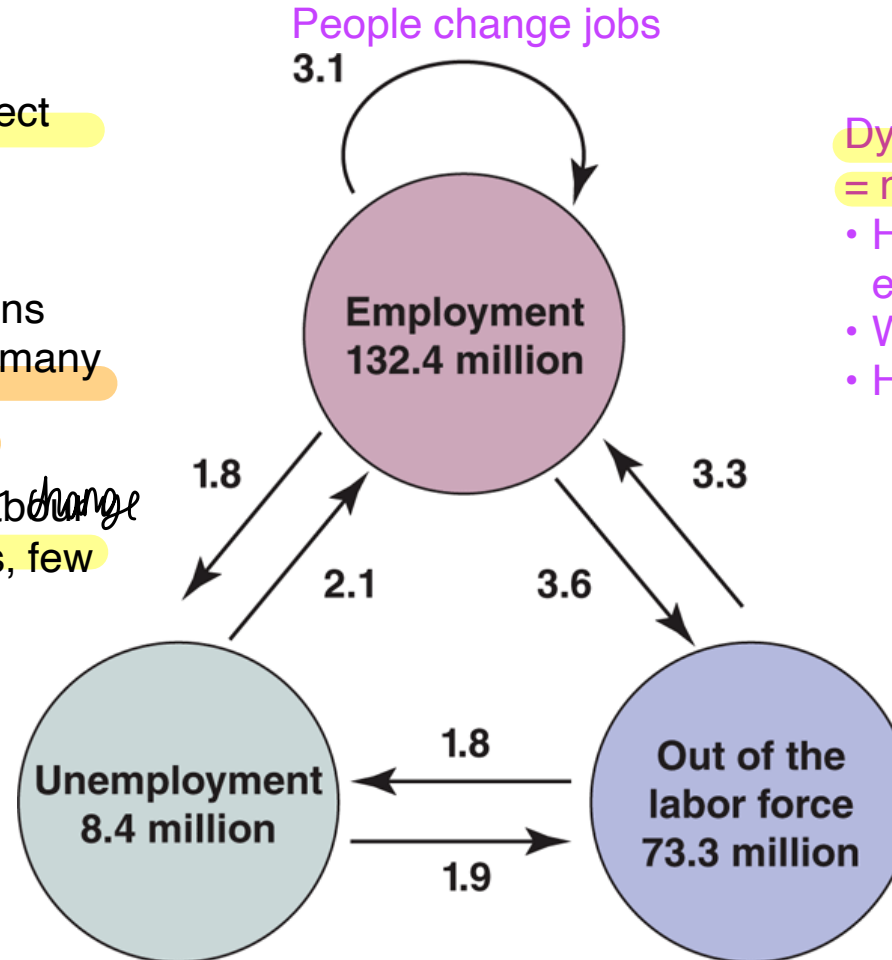 People change jobs
3.1
ect
Dy
=
• H
e
ns
many
• W
• H
Employment
132.4 million
1.8
3.3
change
s, few
2.1
3.6
1.8
Unemployment
8.4 million
Out of the
labor force
73.3 million
1.9